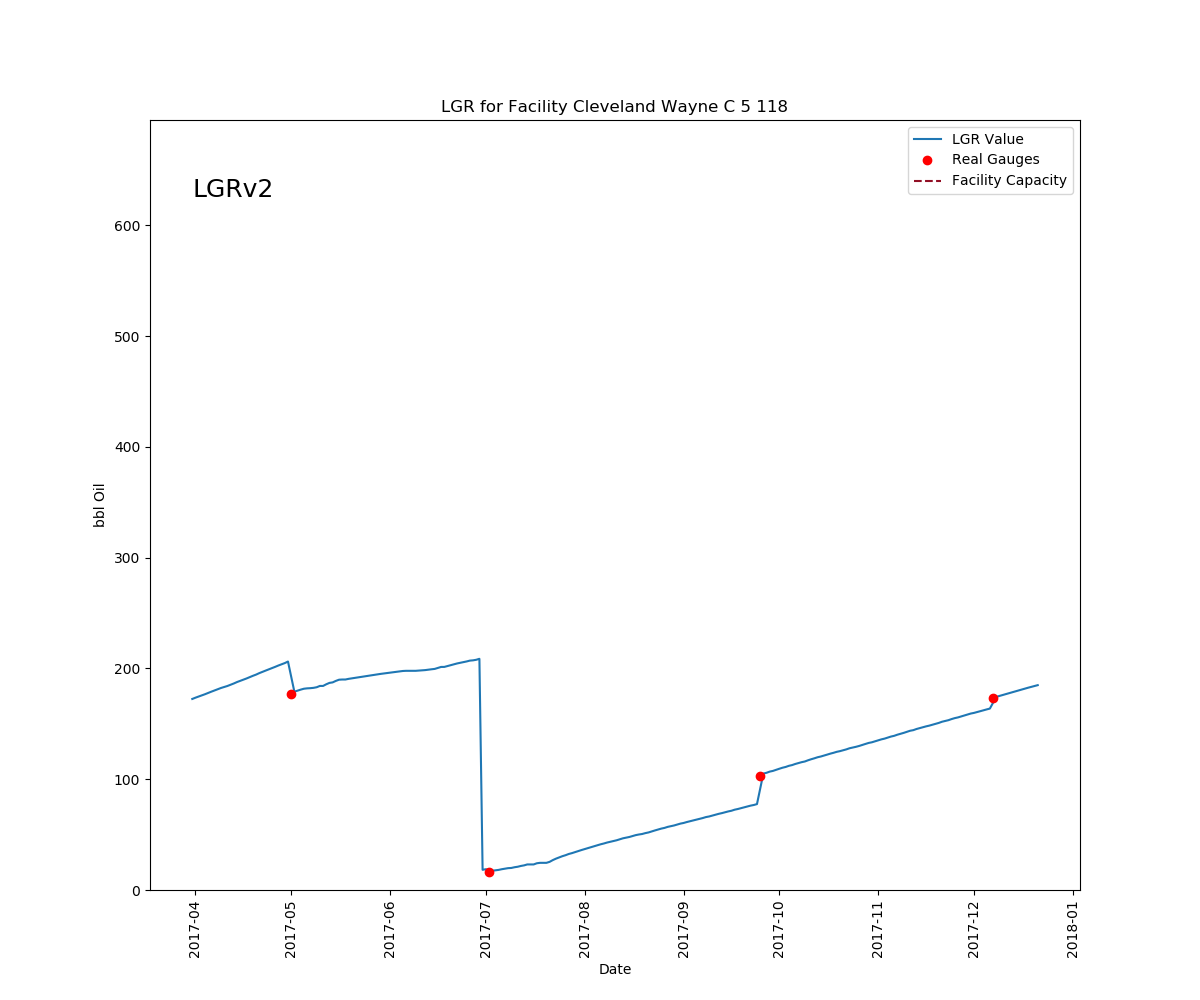 LGR for Facility Cleveland Wayne C 5 118
LGRv2
LGR Value
Real Gauges
Facility Capacity
bbl Oil
600
500
400
300
200
100
0
2017-04
2017-05
2017-06
2017-07
2017-08
2017-09
2017-10
2017-11
2017-12
2018-01
Date